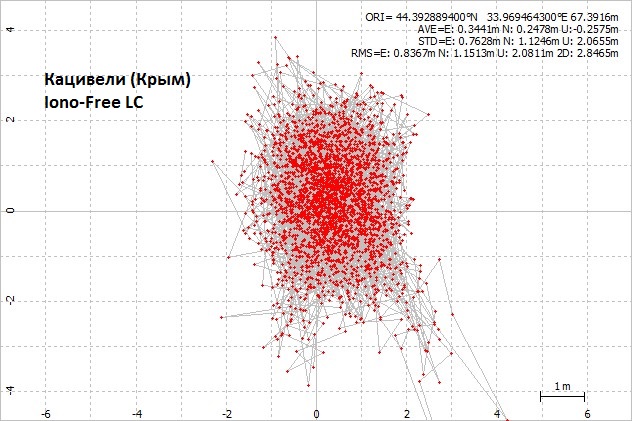 ORI= 44.392889400°N 33.969464300°E 67.3916m
AVE=E: 0.3441m N: 0.2478m U:-0.2575m
STD=E: 0.7628m N: 1.1246m U: 2.0655m
RMS=E: 0.8367m N: 1.1513m U: 2.0811m 2D: 2.8465m
Кацивели (Крым)
Iono-Free LC
4
2
0
-2
-4
1 m
-6
-4
-2
0
2
4
6